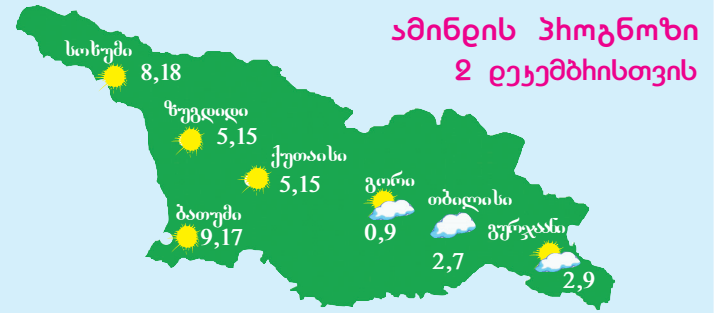 ამინდის პროგნოზი
2 დეკემბრისთვის
სოხუმი
8,18
ზუგდიდი
5,15
ქუთაისი
5,15
გორი
0,9
თბილისი
2,7
ბათუმი
9,17
გურჯაანი
2,9